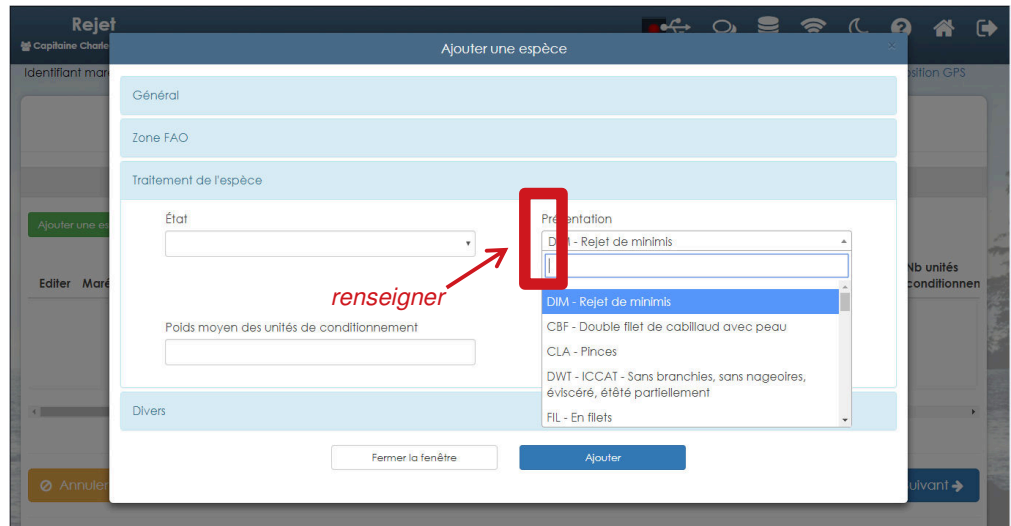 Rejet
Capitaine Charle
Ajouter une espèce
×
Identifiant mar
sition GPS
Général
Zone FAO
Traitement de l'espèce
État
Présentation
Ajouter une es
DIM - Rejet de minimis
Editer Maré
Nb unités
conditionnen
renseigner
DIM - Rejet de minimis
CBF - Double filet de cabillaud avec peau
Poids moyen des unités de conditionnement
CLA - Pinces
DWT - ICCAT - Sans branchies, sans nageoires,
éviscéré, étêté partiellement
FIL - En filets
Divers
Fermer la fenêtre
Ajouter
Annuler
uivant